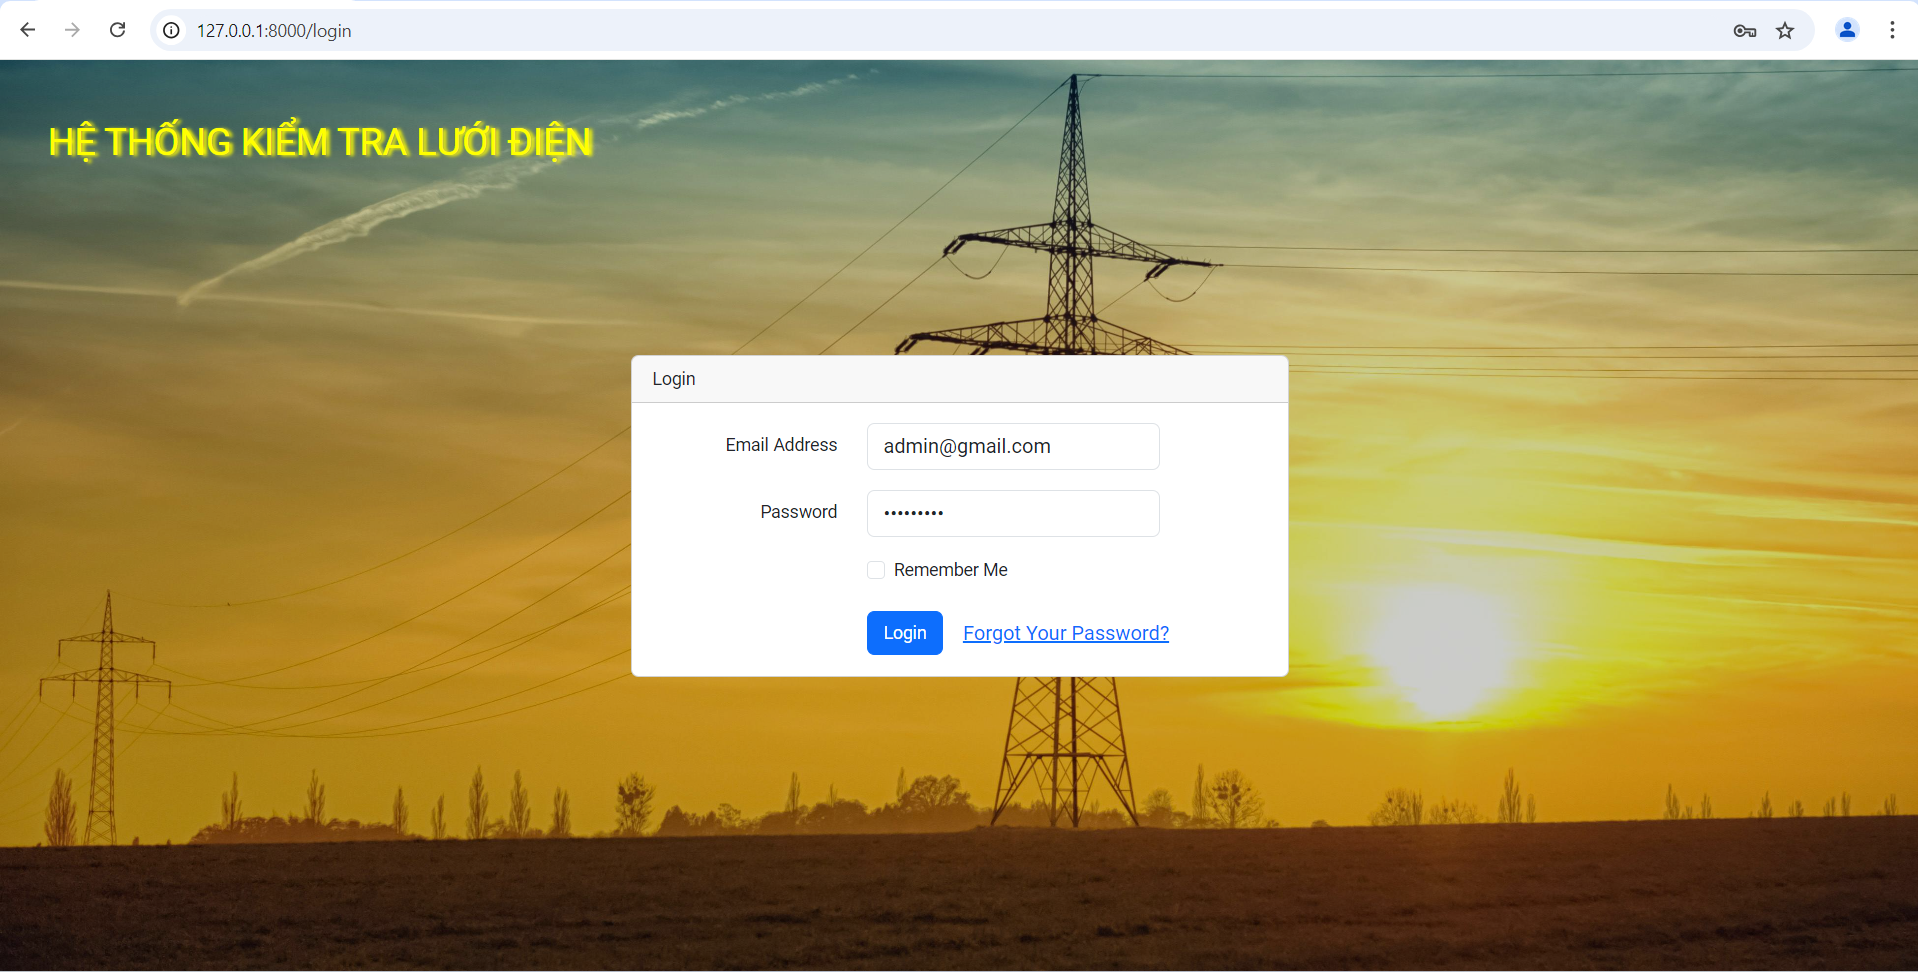 127.0.0.1:8000/login
HỆ THỐNG KIỂM TRA LƯỚI ĐIỆN
Login
Email Address
admin@gmail.com
Password
•••••••••
Remember Me
Login
Forgot Your Password?